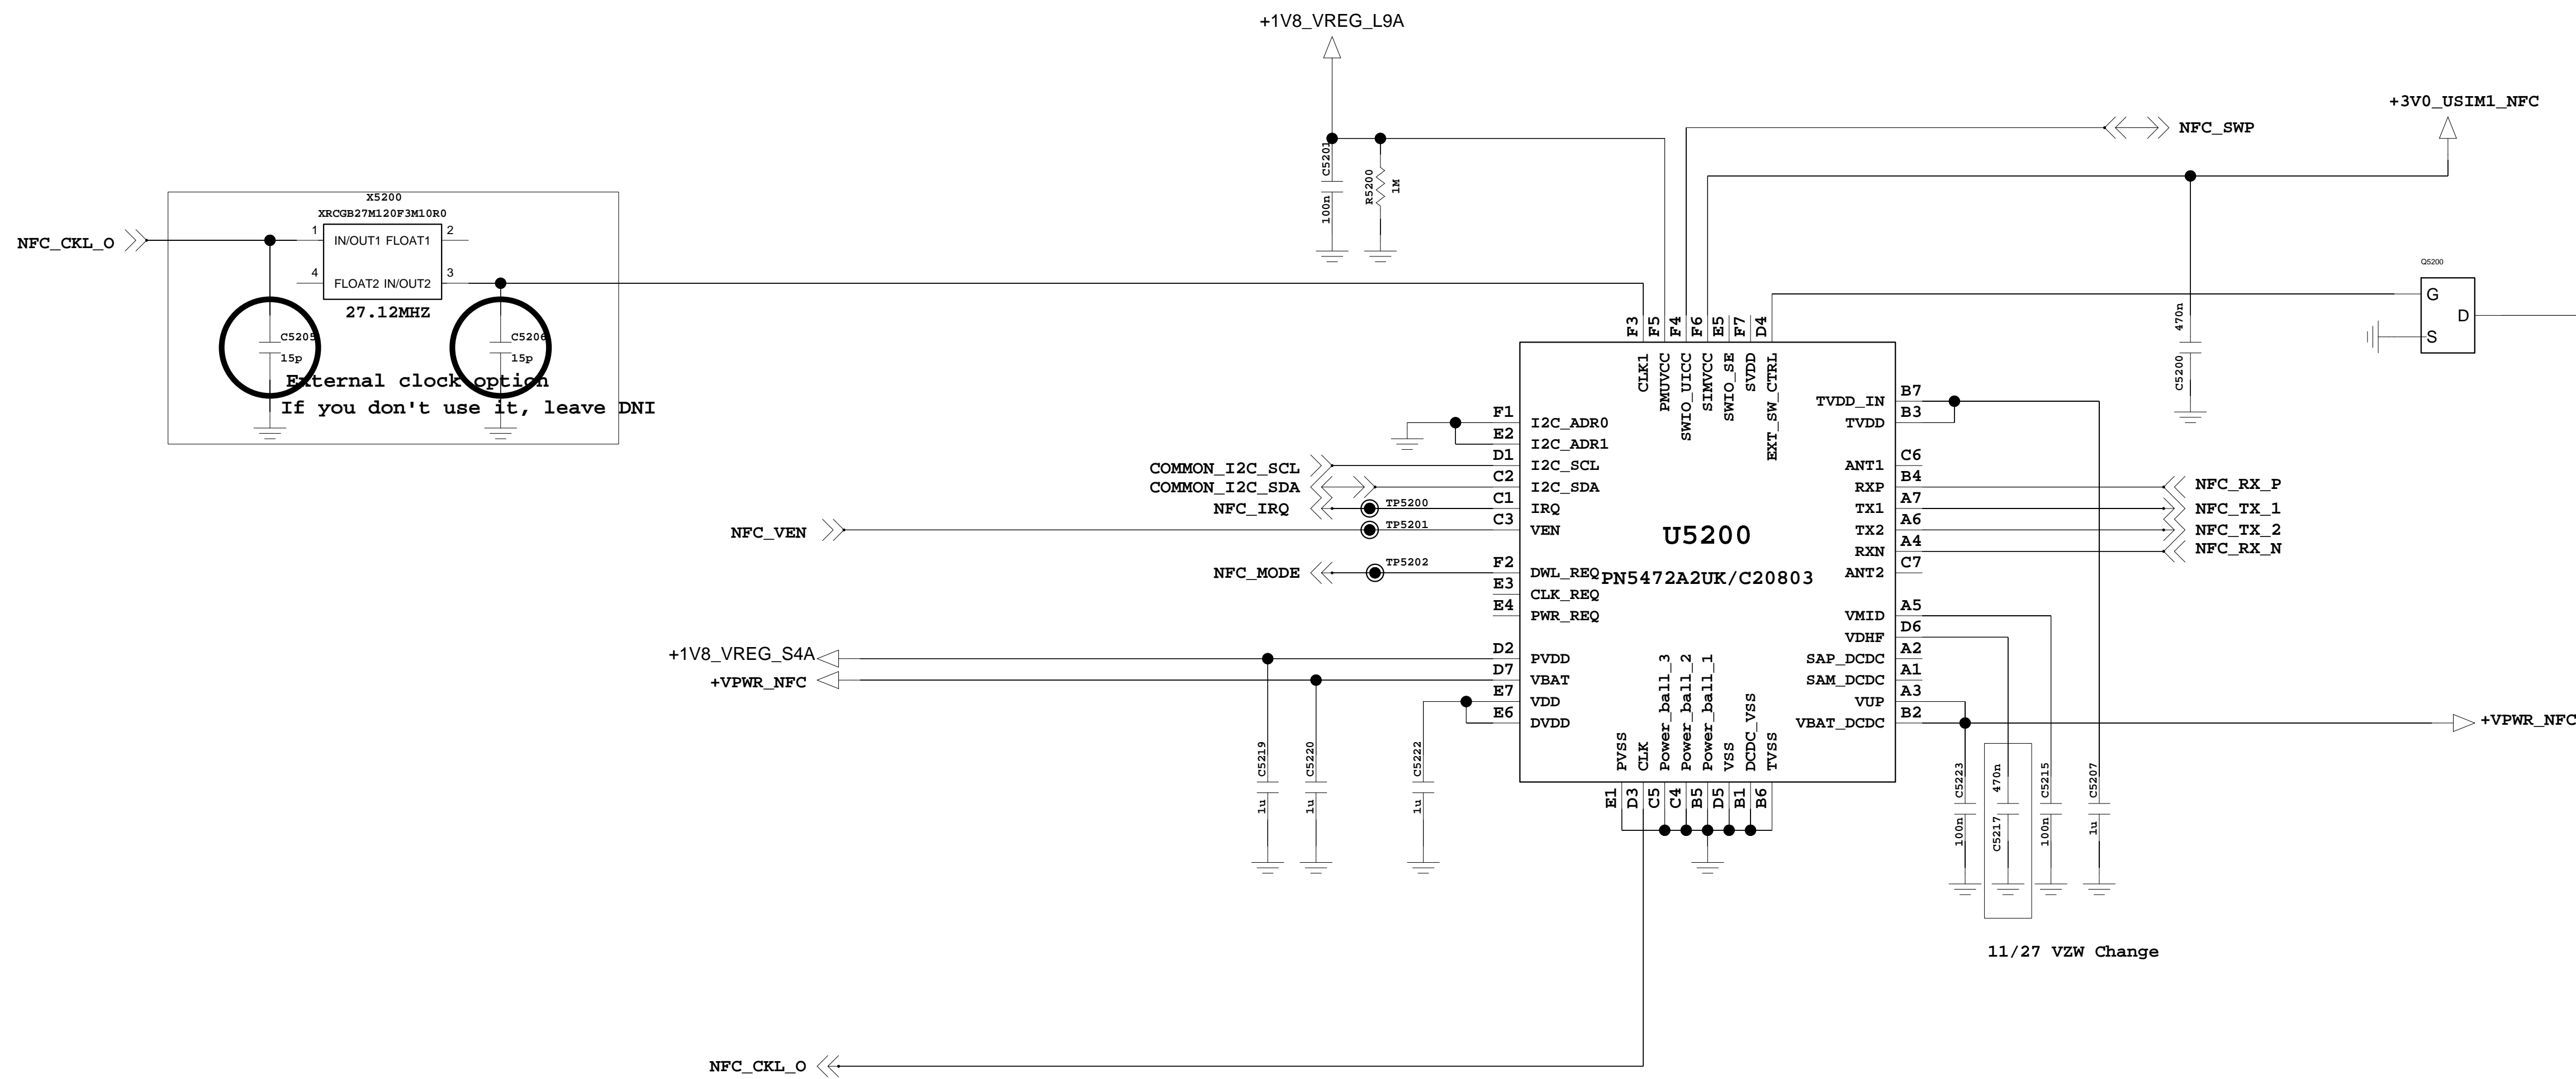 +1V8_VREG_L9A
+3V0_USIM1_NFC
NFC_SWP
C5201
100n
R5200
1M
X5200
XRCGB27M120F3M10R0
NFC_CKL_O
1 IN/OUT1 FLOAT1 2
4 FLOAT2 IN/OUT2 3
27.12MHZ
C5205
15p
C5206
15p
External clock option
If you don't use it, leave DNI
Q5200
G
D
S
470n
C5200
F3 F5 F4 F6 E5 F7 D4
CLK1
PMUVCC
SWIO_UICC
SIMVCC
SWIO_SE
SVDD
EXT_SW_CTRL
F1 I2C_ADR0
E2 I2C_ADR1
COMMON_I2C_SCL D1 I2C_SCL
COMMON_I2C_SDA C2 I2C_SDA
NFC_IRQ TP5200 C1 IRQ
NFC_VEN TP5201 C3 VEN
NFC_MODE TP5202 F2 DWL_REQ
E3 CLK_REQ
E4 PWR_REQ
+1V8_VREG_S4A D2 PVDD
+VPWR_NFC D7 VBAT
E7 VDD
E6 DVDD
U5200
PN5472A2UK/C20803
TVDD_IN B7
TVDD B3
ANT1 C6
RXP B4 NFC_RX_P
TX1 A7 NFC_TX_1
TX2 A6 NFC_TX_2
RXN A4 NFC_RX_N
ANT2 C7
VMID A5
VDHF D6
SAP_DCDC A2
SAM_DCDC A1
VUP A3
VBAT_DCDC B2 +VPWR_NFC
PVSS
CLK
Power_ball_3
Power_ball_2
Power_ball_1
VSS
DCDC_VSS
TVSS
E1 D3 C5 C4 B5 D5 B1 B6
C5219
1u
C5220
1u
C5222
1u
C5223
100n
470n
C5217
C5215
100n
C5207
1u
11/27 VZW Change
NFC_CKL_O